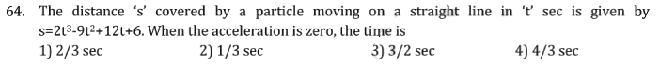 64. The distance 's' covered by a particle moving on a straight line in 't' sec is given by
s=2t³-9t²+12t+6. When the acceleration is zero, the time is
1) 2/3 sec 2) 1/3 sec 3) 3/2 sec 4) 4/3 sec